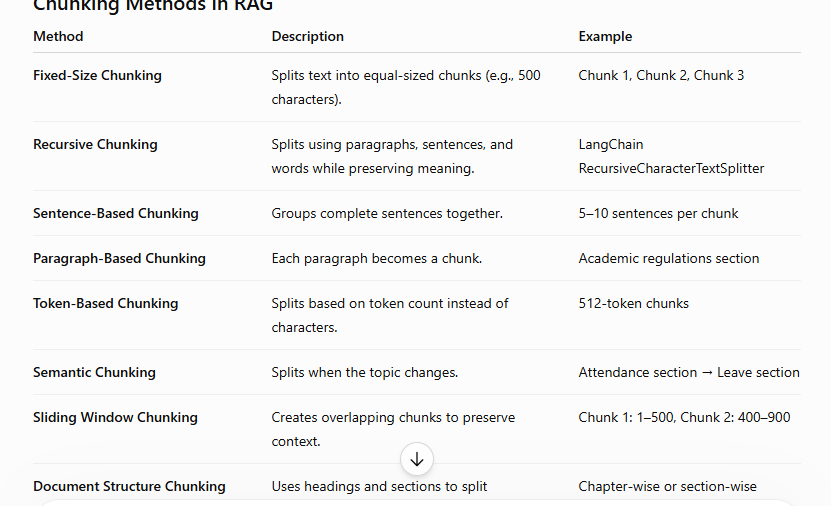 Chunking Methods in RAG
Method Description Example
Fixed-Size Chunking Splits text into equal-sized chunks (e.g., 500 Chunk 1, Chunk 2, Chunk 3
characters).
Recursive Chunking Splits using paragraphs, sentences, and LangChain
words while preserving meaning. RecursiveCharacterTextSplitter
Sentence-Based Chunking Groups complete sentences together. 5–10 sentences per chunk
Paragraph-Based Chunking Each paragraph becomes a chunk. Academic regulations section
Token-Based Chunking Splits based on token count instead of 512-token chunks
characters.
Semantic Chunking Splits when the topic changes. Attendance section → Leave section
Sliding Window Chunking Creates overlapping chunks to preserve Chunk 1: 1–500, Chunk 2: 400–900
context.
Document Structure Chunking Uses headings and sections to split Chapter-wise or section-wise